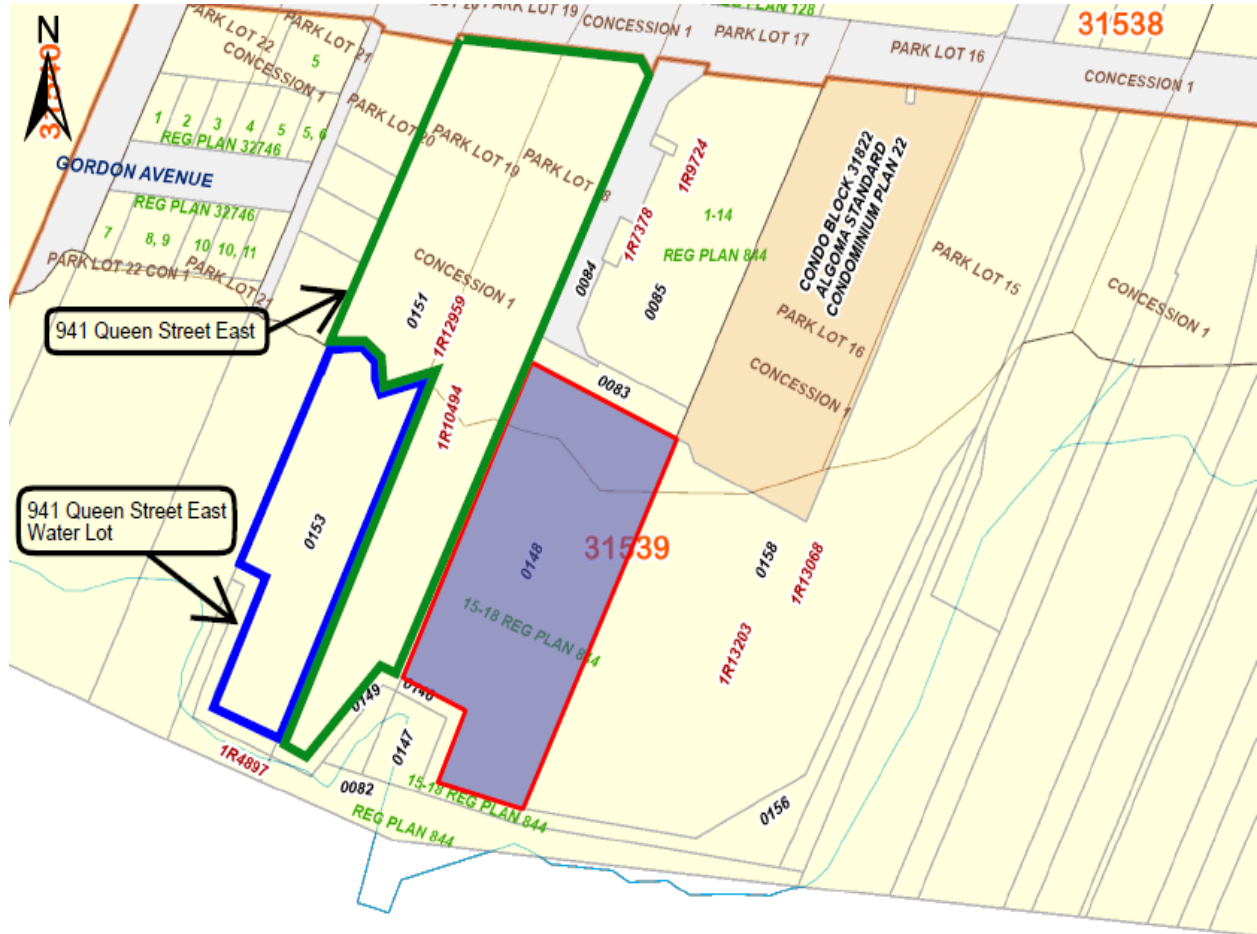 REG PLAN 128
PARK LOT 19
CONCESSION 1
PARK LOT 17
PARK LOT 16
CONCESSION 1
31538
N
PARK LOT 22
CONCESSION 1
PARK LOT 21
5
1
2
3
4
5
5, 6
REG PLAN 32746
GORDON AVENUE
REG PLAN 32746
7
8, 9
10
10, 11
PARK LOT 22 CON 1
PARK LOT 21
PARK LOT 20
PARK LOT 19
CONCESSION 1
0151
1R12959
1R10494
0084
1R7378
1R9724
0085
1-14
REG PLAN 844
CONDO BLOCK 31822
ALGOMA STANDARD
CONDOMINIUM PLAN 22
PARK LOT 16
CONCESSION 1
PARK LOT 15
CONCESSION 1
941 Queen Street East
0083
941 Queen Street East
Water Lot
0153
0148
31539
15-18 REG PLAN 844
0158
1R13068
1R13203
0149
0147
1R4897
0082
15-18 REG PLAN 844
REG PLAN 844
0156